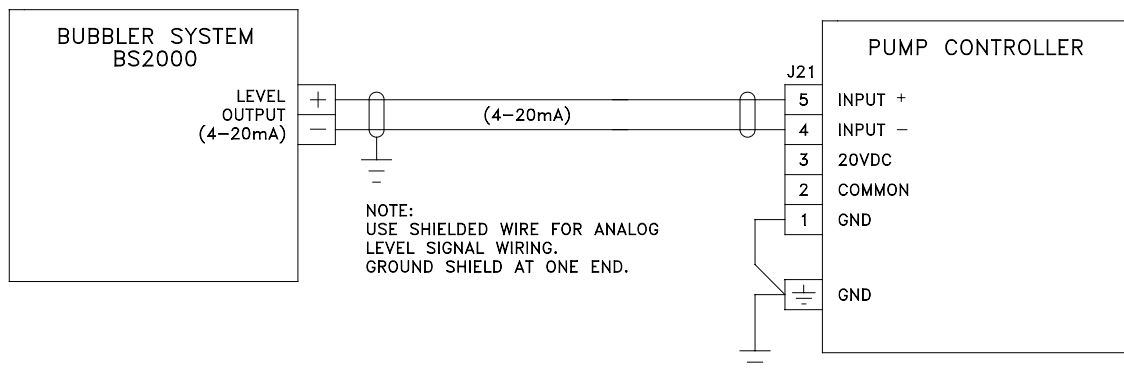 BUBBLER SYSTEM
BS2000
LEVEL
OUTPUT
(4-20mA)
+
-
(4-20mA)
NOTE:
USE SHIELDED WIRE FOR ANALOG
LEVEL SIGNAL WIRING.
GROUND SHIELD AT ONE END.
PUMP CONTROLLER
J21
5 INPUT +
4 INPUT -
3 20VDC
2 COMMON
1 GND
GND